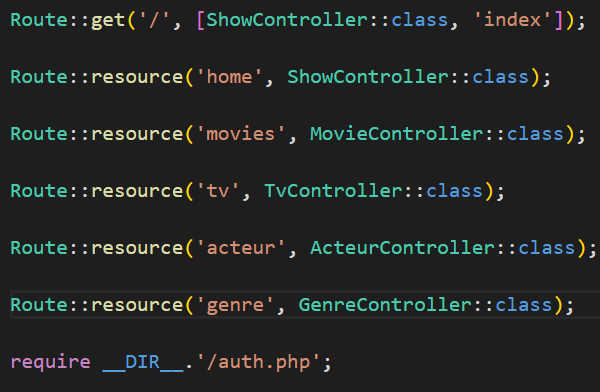 Route::get('/', [ShowController::class, 'index']);
Route::resource('home', ShowController::class);
Route::resource('movies', MovieController::class);
Route::resource('tv', TvController::class);
Route::resource('acteur', ActeurController::class);
Route::resource('genre', GenreController::class);
require __DIR__.'/auth.php';